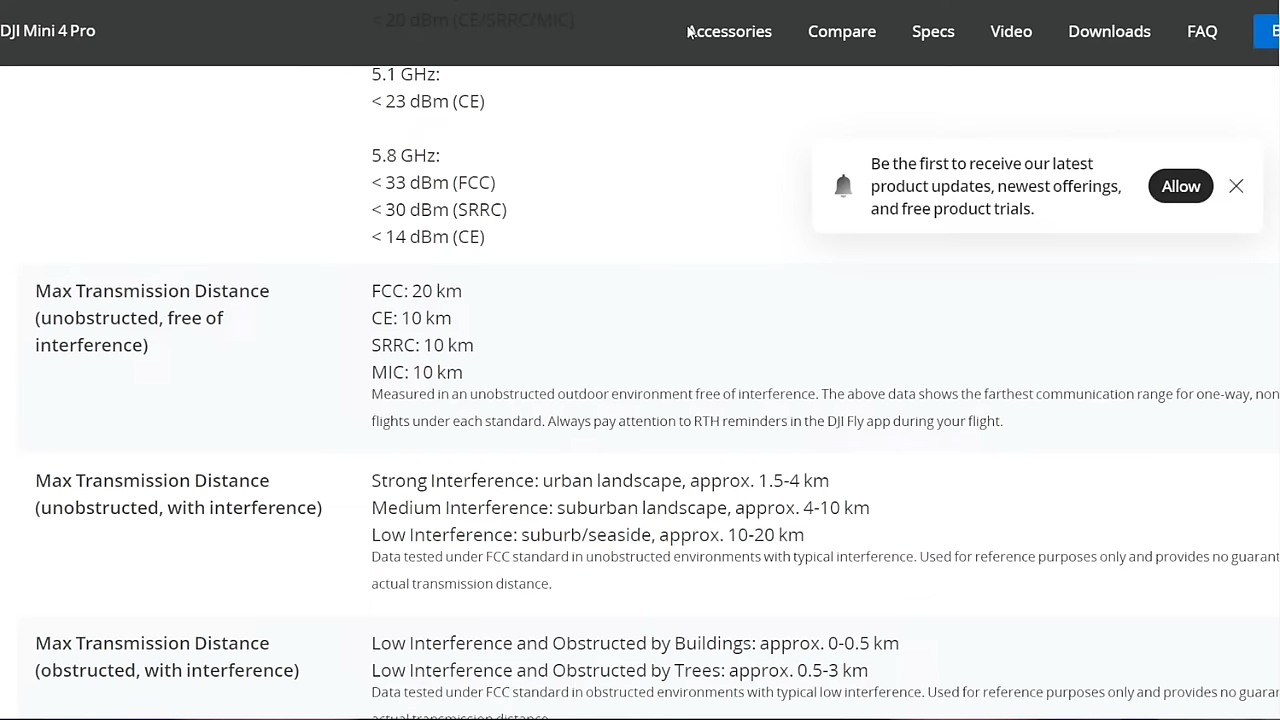 < 20 dBm (CE/SRRC/MIC)
DJI Mini 4 Pro
Accessories
Compare
Specs
Video
Downloads
FAQ
5.1 GHz:
< 23 dBm (CE)
5.8 GHz:
< 33 dBm (FCC)
< 30 dBm (SRRC)
< 14 dBm (CE)
Be the first to receive our latest
product updates, newest offerings,
and free product trials.
Allow
Max Transmission Distance
(unobstructed, free of
interference)
FCC: 20 km
CE: 10 km
SRRC: 10 km
MIC: 10 km
Measured in an unobstructed outdoor environment free of interference. The above data shows the farthest communication range for one-way, non
flights under each standard. Always pay attention to RTH reminders in the DJI Fly app during your flight.
Max Transmission Distance
(unobstructed, with interference)
Strong Interference: urban landscape, approx. 1.5-4 km
Medium Interference: suburban landscape, approx. 4-10 km
Low Interference: suburb/seaside, approx. 10-20 km
Data tested under FCC standard in unobstructed environments with typical interference. Used for reference purposes only and provides no guarant
actual transmission distance.
Max Transmission Distance
(obstructed, with interference)
Low Interference and Obstructed by Buildings: approx. 0-0.5 km
Low Interference and Obstructed by Trees: approx. 0.5-3 km
Data tested under FCC standard in obstructed environments with typical low interference. Used for reference purposes only and provides no guarant
actual transmission distance.